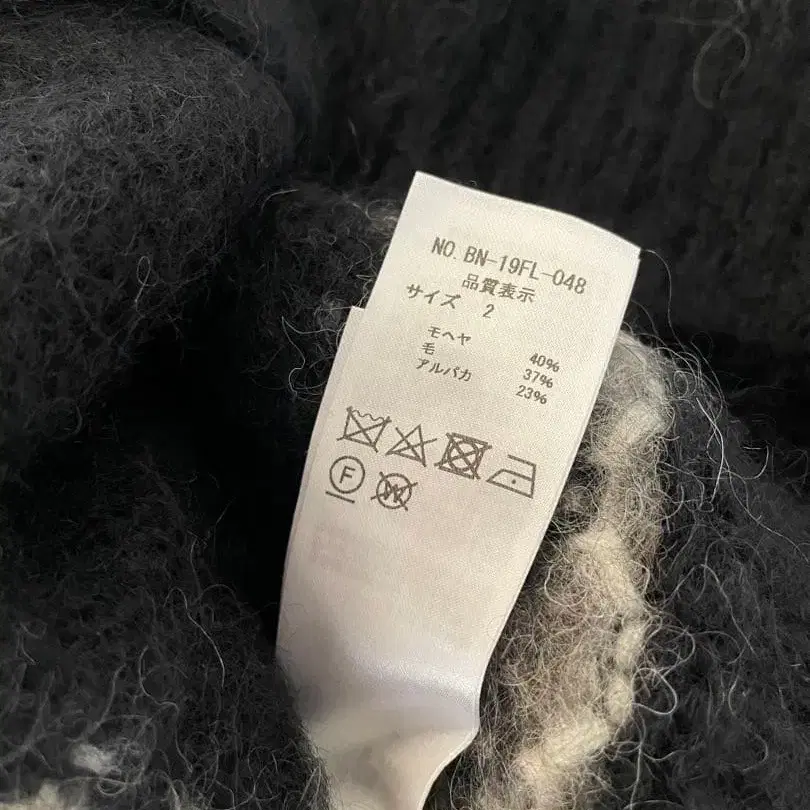 NO. BN-19FL-048
品質表示
サイズ 2
モヘヤ 40%
毛 37%
アルパカ 23%
F
W